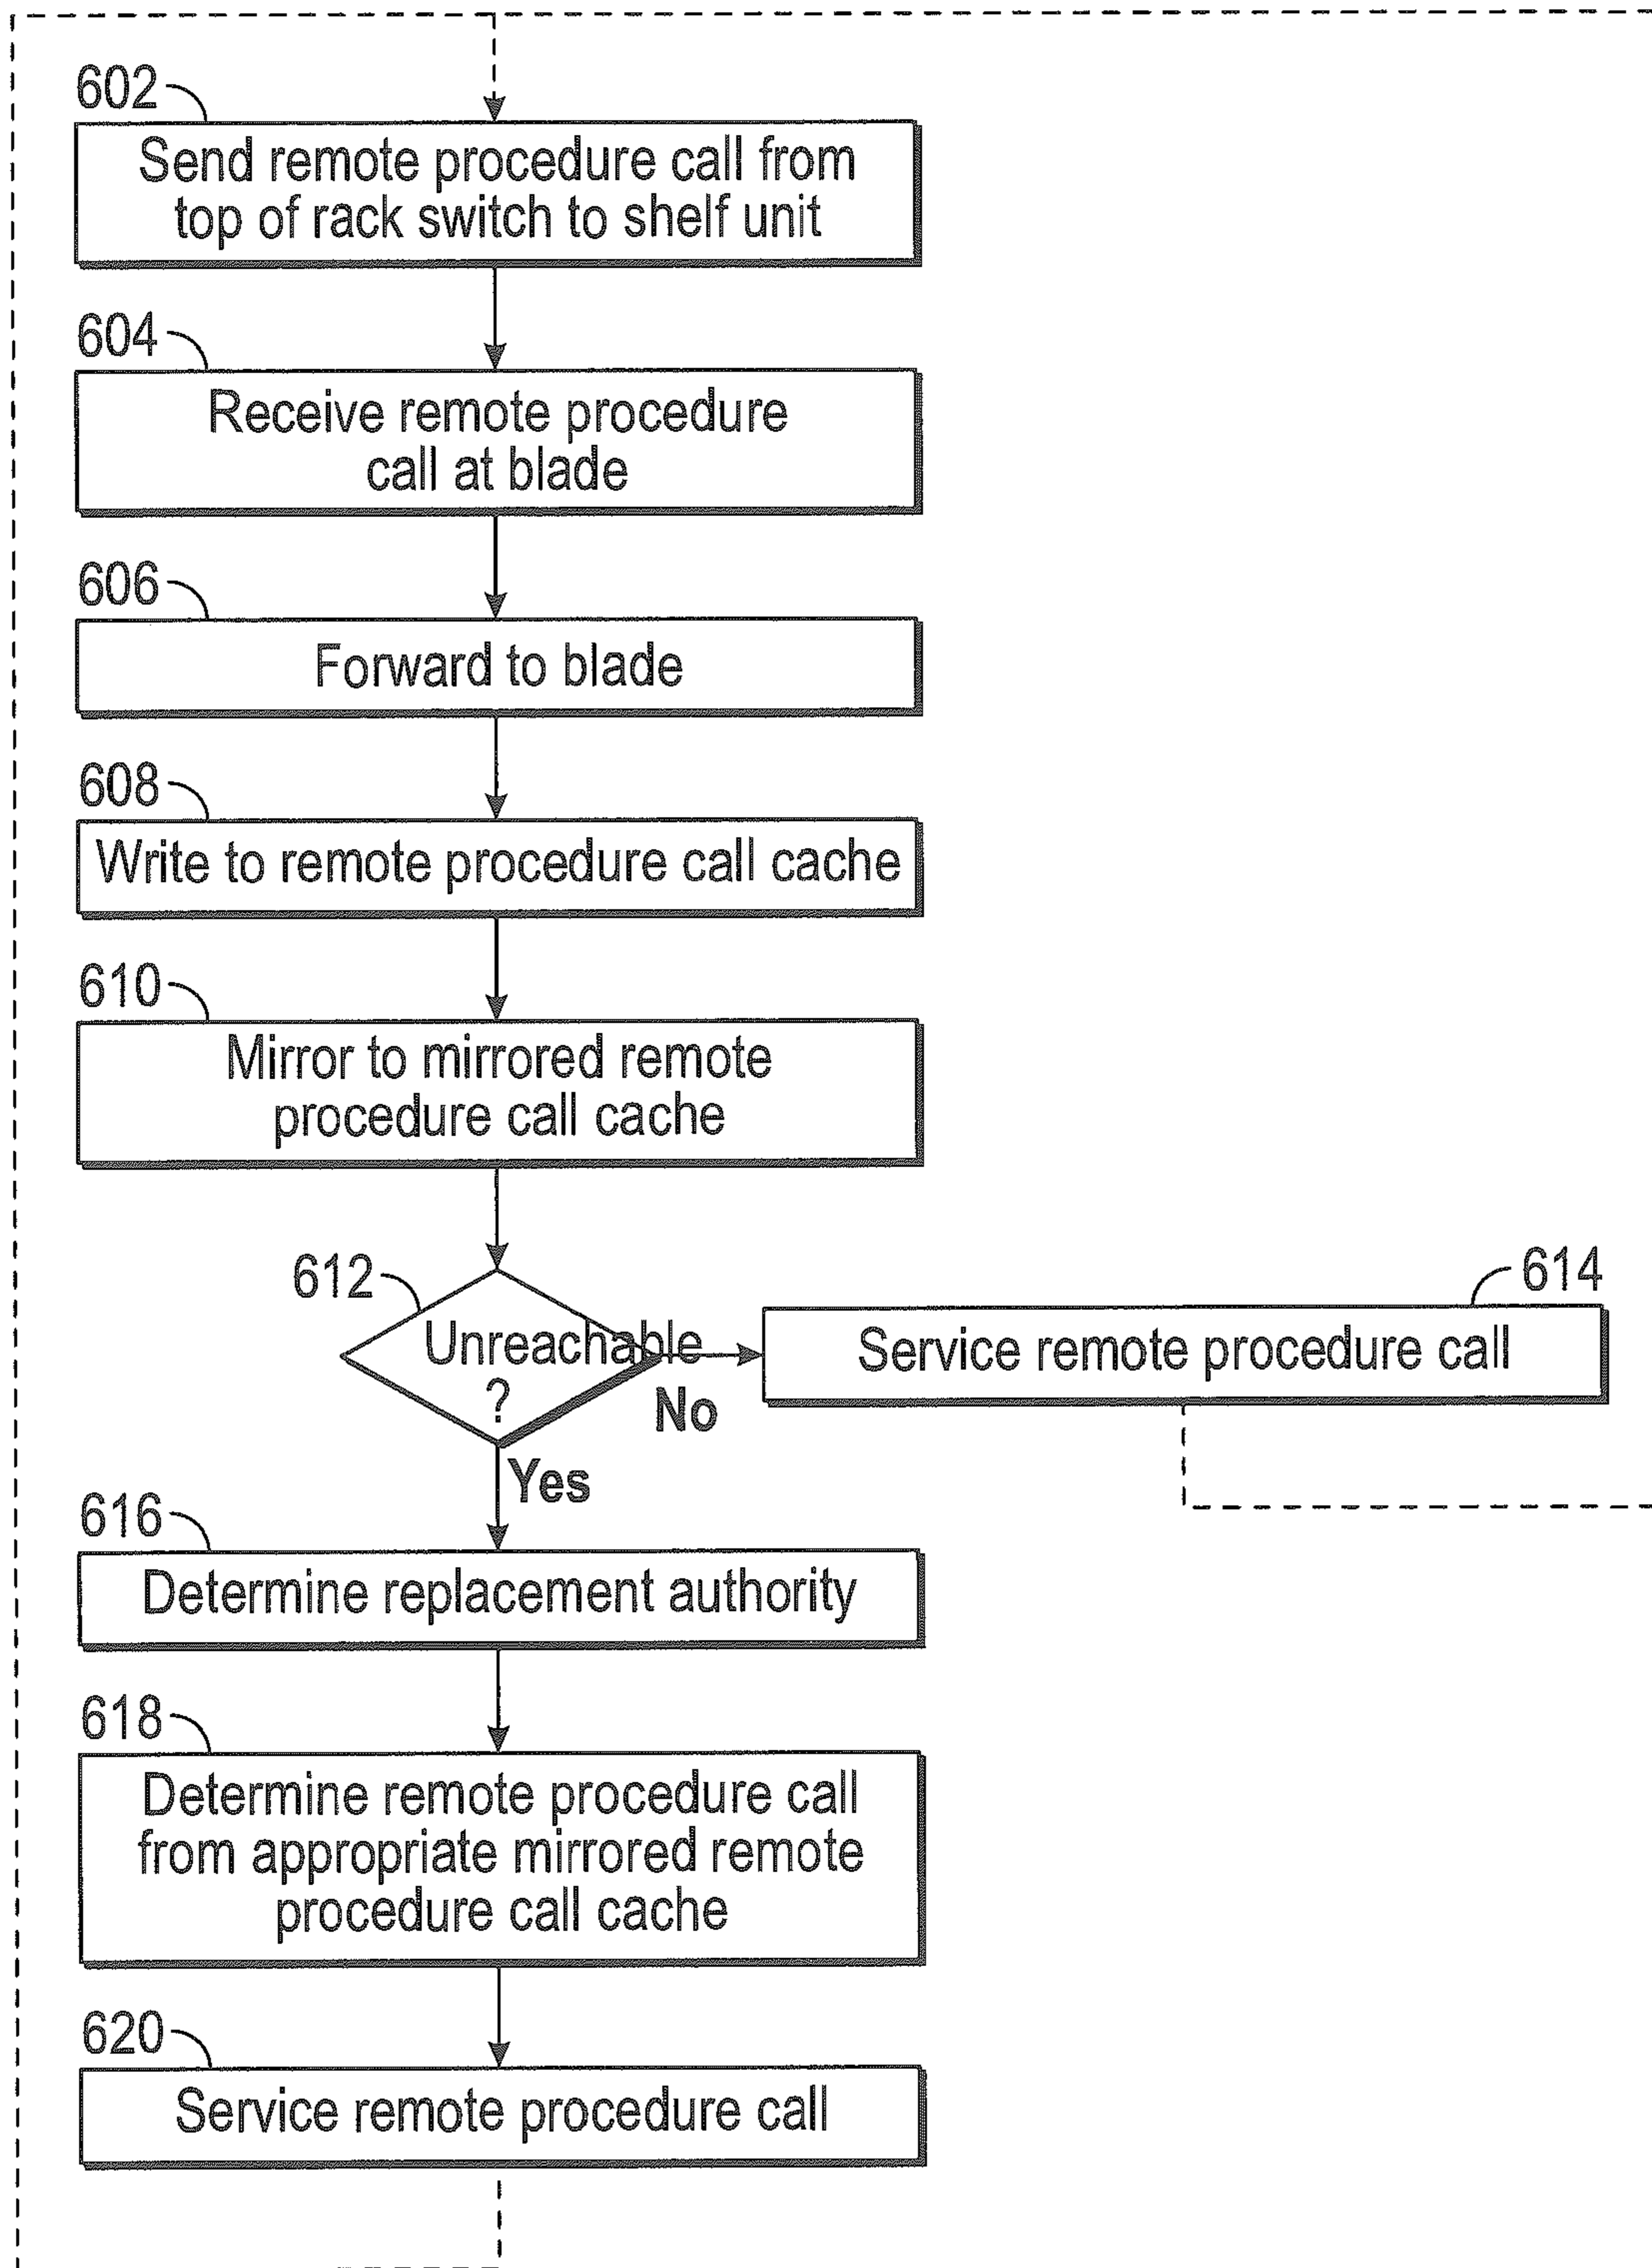 602
Send remote procedure call from
top of rack switch to shelf unit
604
Receive remote procedure
call at blade
606
Forward to blade
608
Write to remote procedure call cache
610
Mirror to mirrored remote
procedure call cache
612
Unreachable
?
No
614
Service remote procedure call
Yes
616
Determine replacement authority
618
Determine remote procedure call
from appropriate mirrored remote
procedure call cache
620
Service remote procedure call